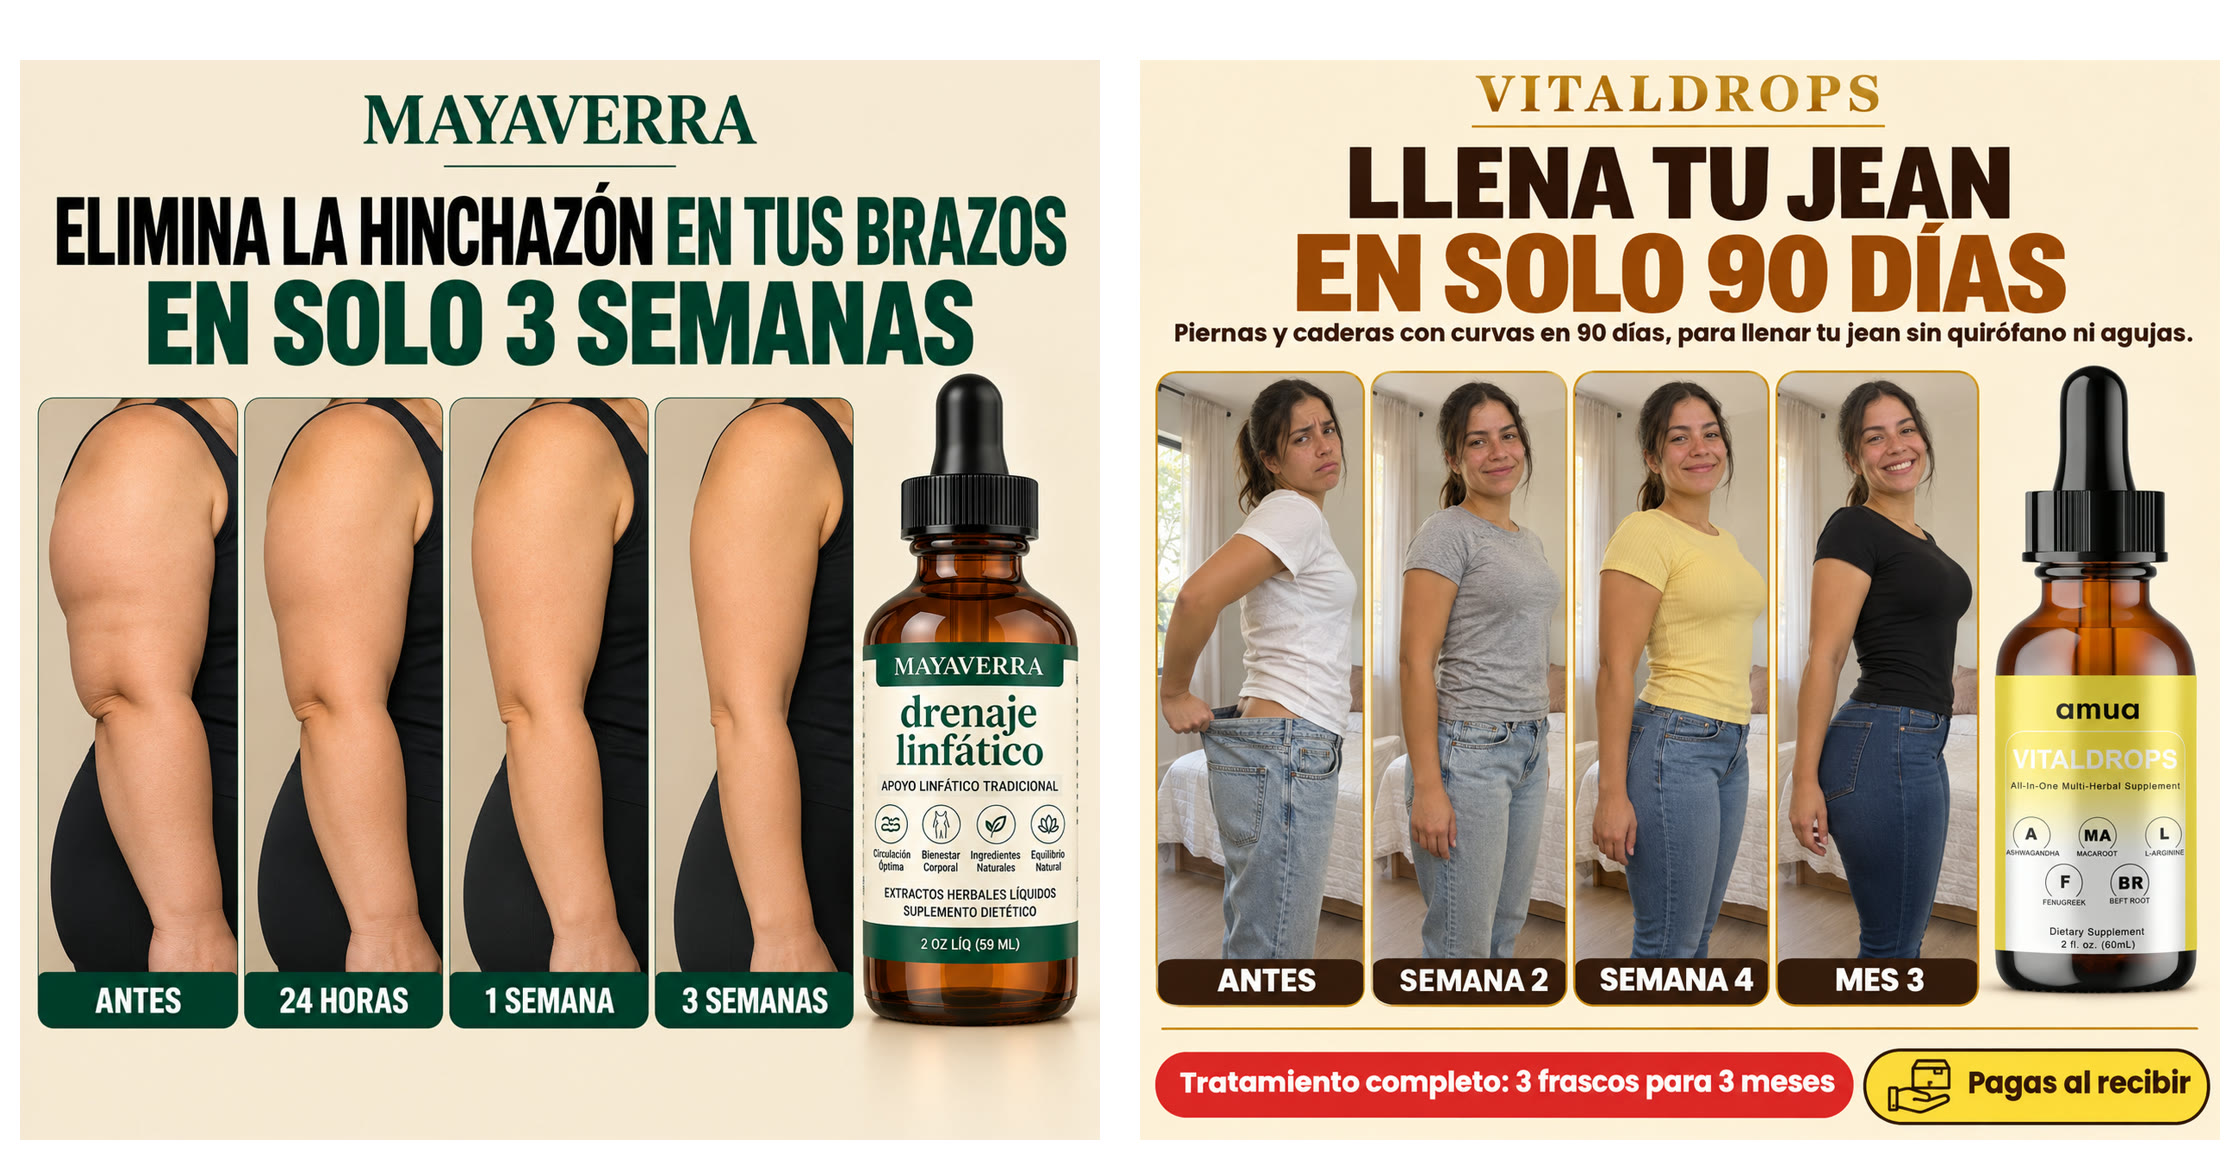 MAYAVERRA
ELIMINA LA HINCHAZÓN EN TUS BRAZOS
EN SOLO 3 SEMANAS
ANTES
24 HORAS
1 SEMANA
3 SEMANAS
MAYAVERRA
drenaje
linfático
APOYO LINFÁTICO TRADICIONAL
Circulación
Óptima
Bienestar
Corporal
Ingredientes
Naturales
Equilibrio
Natural
EXTRACTOS HERBALES LÍQUIDOS
SUPLEMENTO DIETÉTICO
2 OZ LÍQ (59 ML)
VITALDROPS
LLENA TU JEAN
EN SOLO 90 DÍAS
Piernas y caderas con curvas en 90 días, para llenar tu jean sin quirófano ni agujas.
ANTES
SEMANA 2
SEMANA 4
MES 3
amua
VITALDROPS
All-In-One Multi-Herbal Supplement
A
ASHWAGANDHA
MA
MACAROOT
L
L-ARGININE
F
FENUGREEK
BR
BEFT ROOT
Dietary Supplement
2 fl. oz. (60mL)
Tratamiento completo: 3 frascos para 3 meses
Pagas al recibir